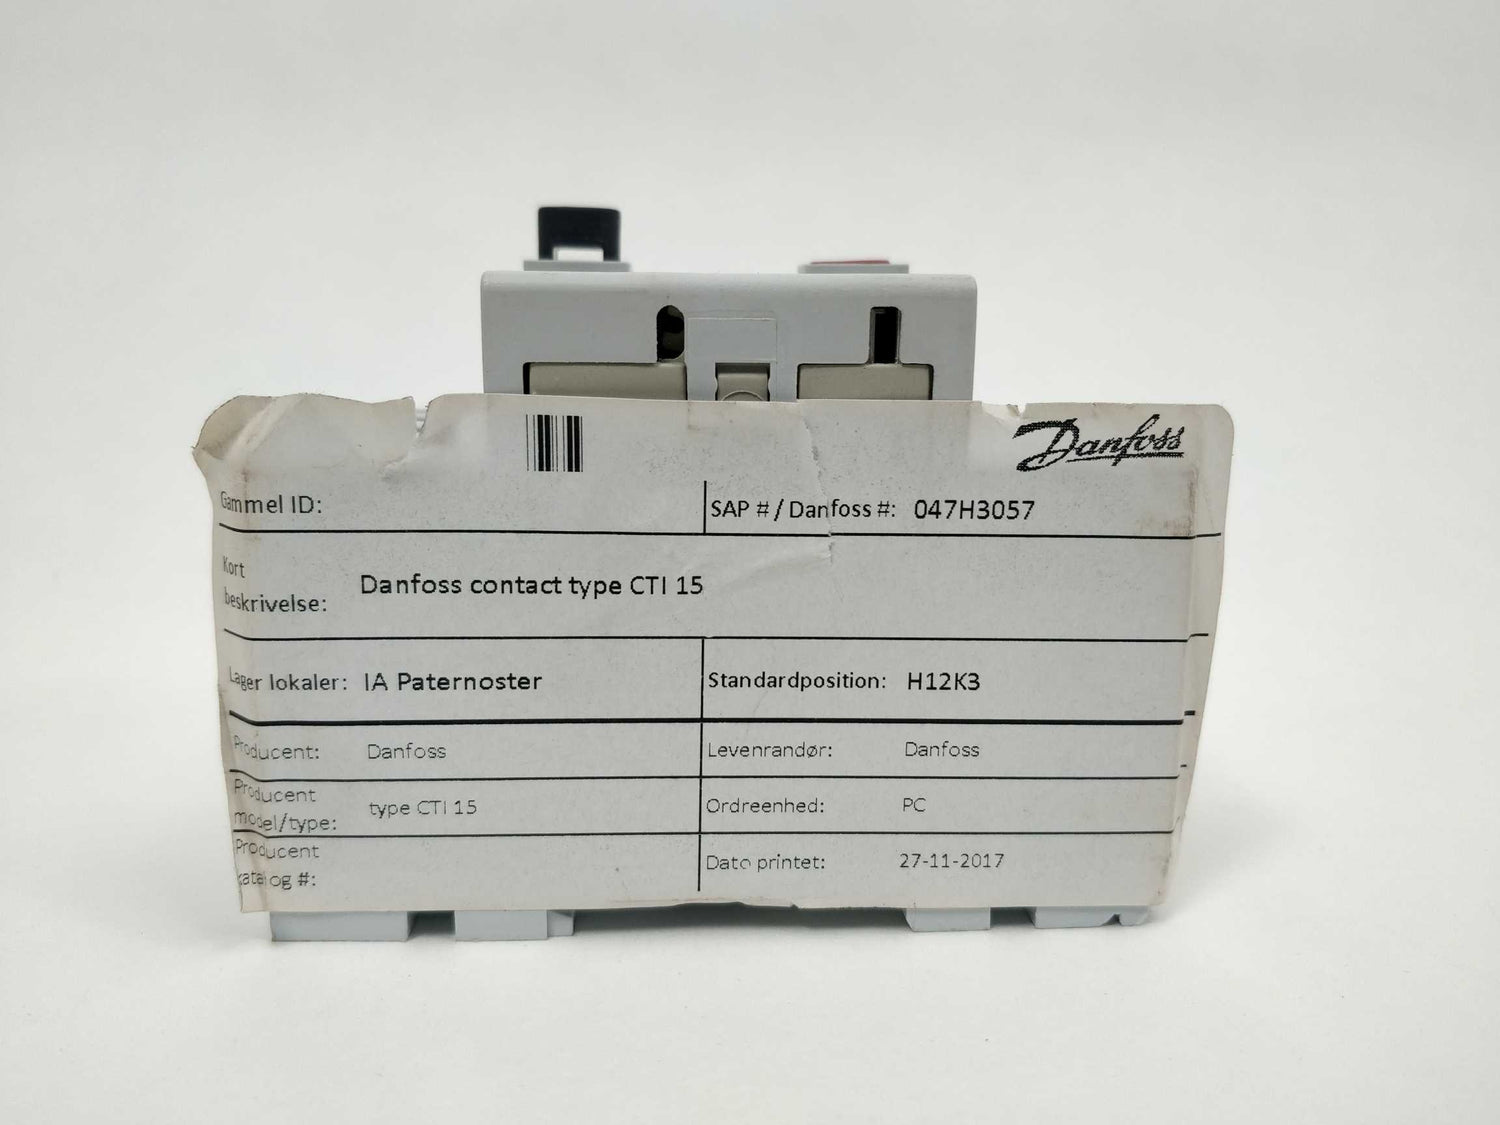 Danfoss
Gammel ID: SAP # / Danfoss #: 047H3057
Kort
beskrivelse: Danfoss contact type CTI 15
Lager lokaler: IA Paternoster Standardposition: H12K3
Producent: Danfoss Levenrandør: Danfoss
Producent
model/type: type CTI 15 Ordreenhed: PC
Producent
katalog #: Dato printet: 27-11-2017